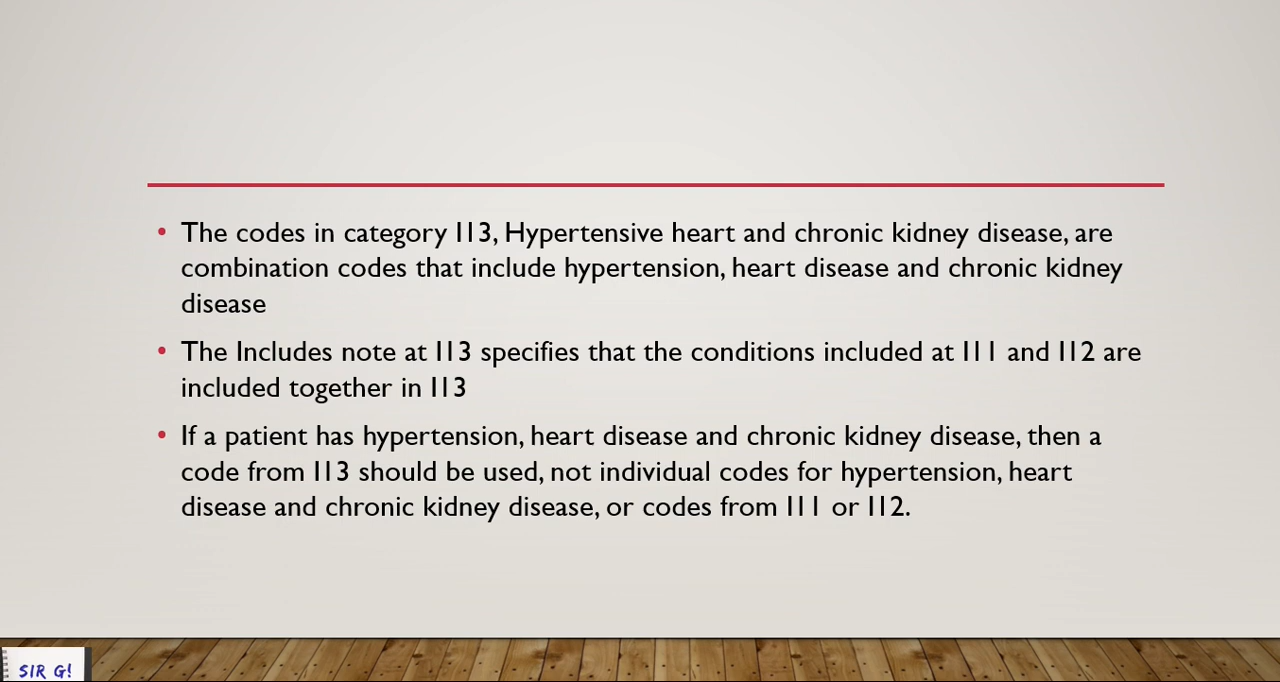 • The codes in category I13, Hypertensive heart and chronic kidney disease, are
combination codes that include hypertension, heart disease and chronic kidney
disease
• The Includes note at I13 specifies that the conditions included at I11 and I12 are
included together in I13
• If a patient has hypertension, heart disease and chronic kidney disease, then a
code from I13 should be used, not individual codes for hypertension, heart
disease and chronic kidney disease, or codes from I11 or I12.
SIR G!